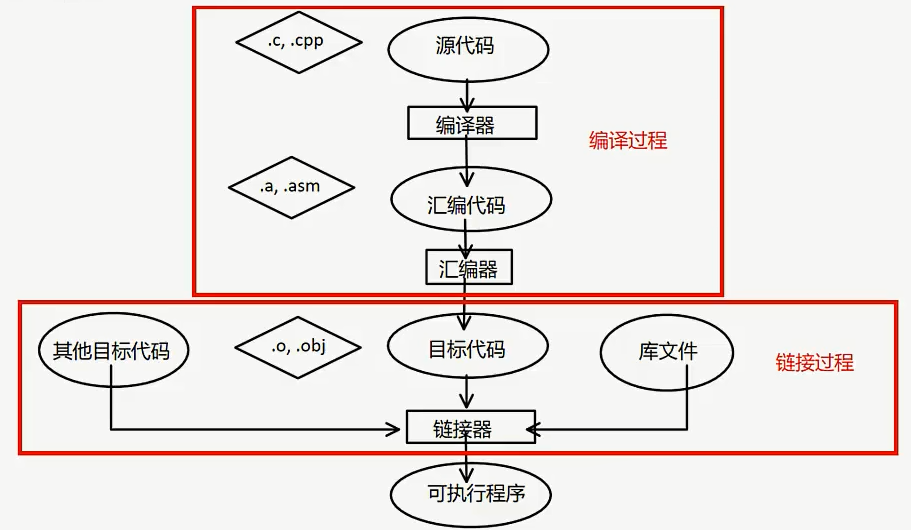 .c, .cpp
源代码
编译器
编译过程
.a, .asm
汇编代码
汇编器
其他目标代码
.o, .obj
目标代码
库文件
链接过程
链接器
可执行程序